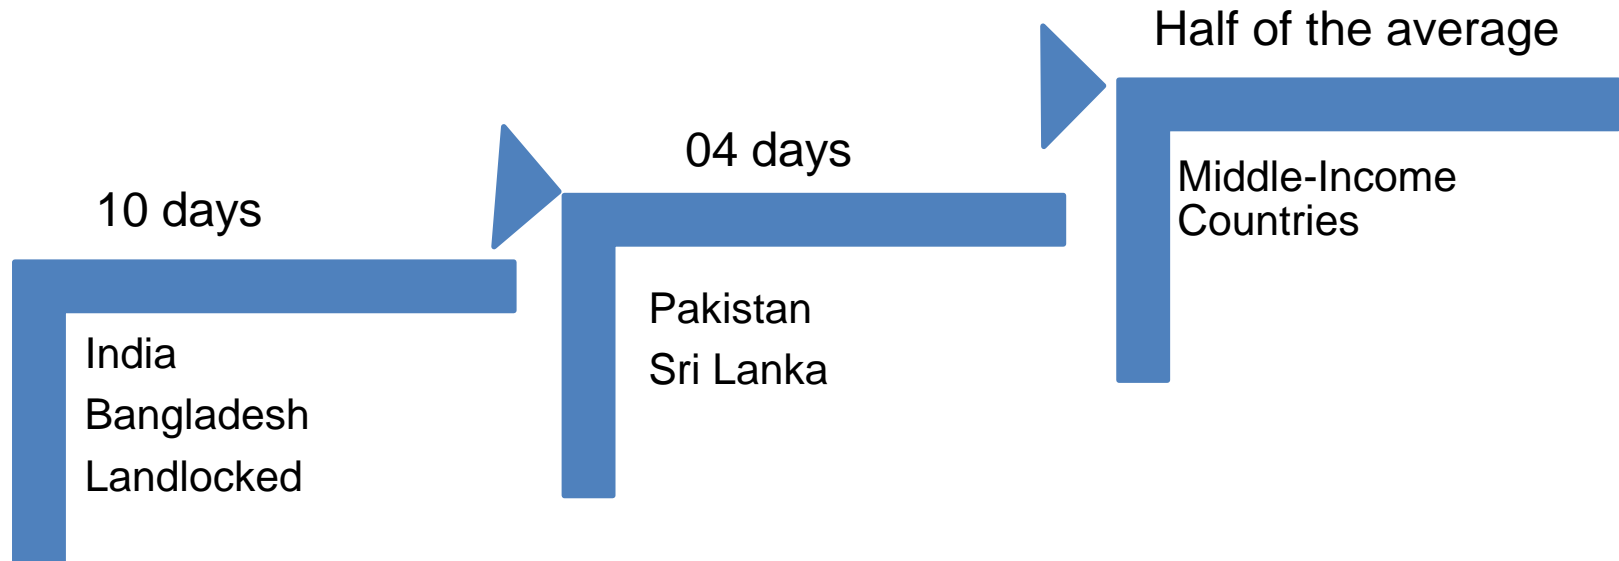 10 days
India
Bangladesh
Landlocked
04 days
Pakistan
Sri Lanka
Half of the average
Middle-Income
Countries